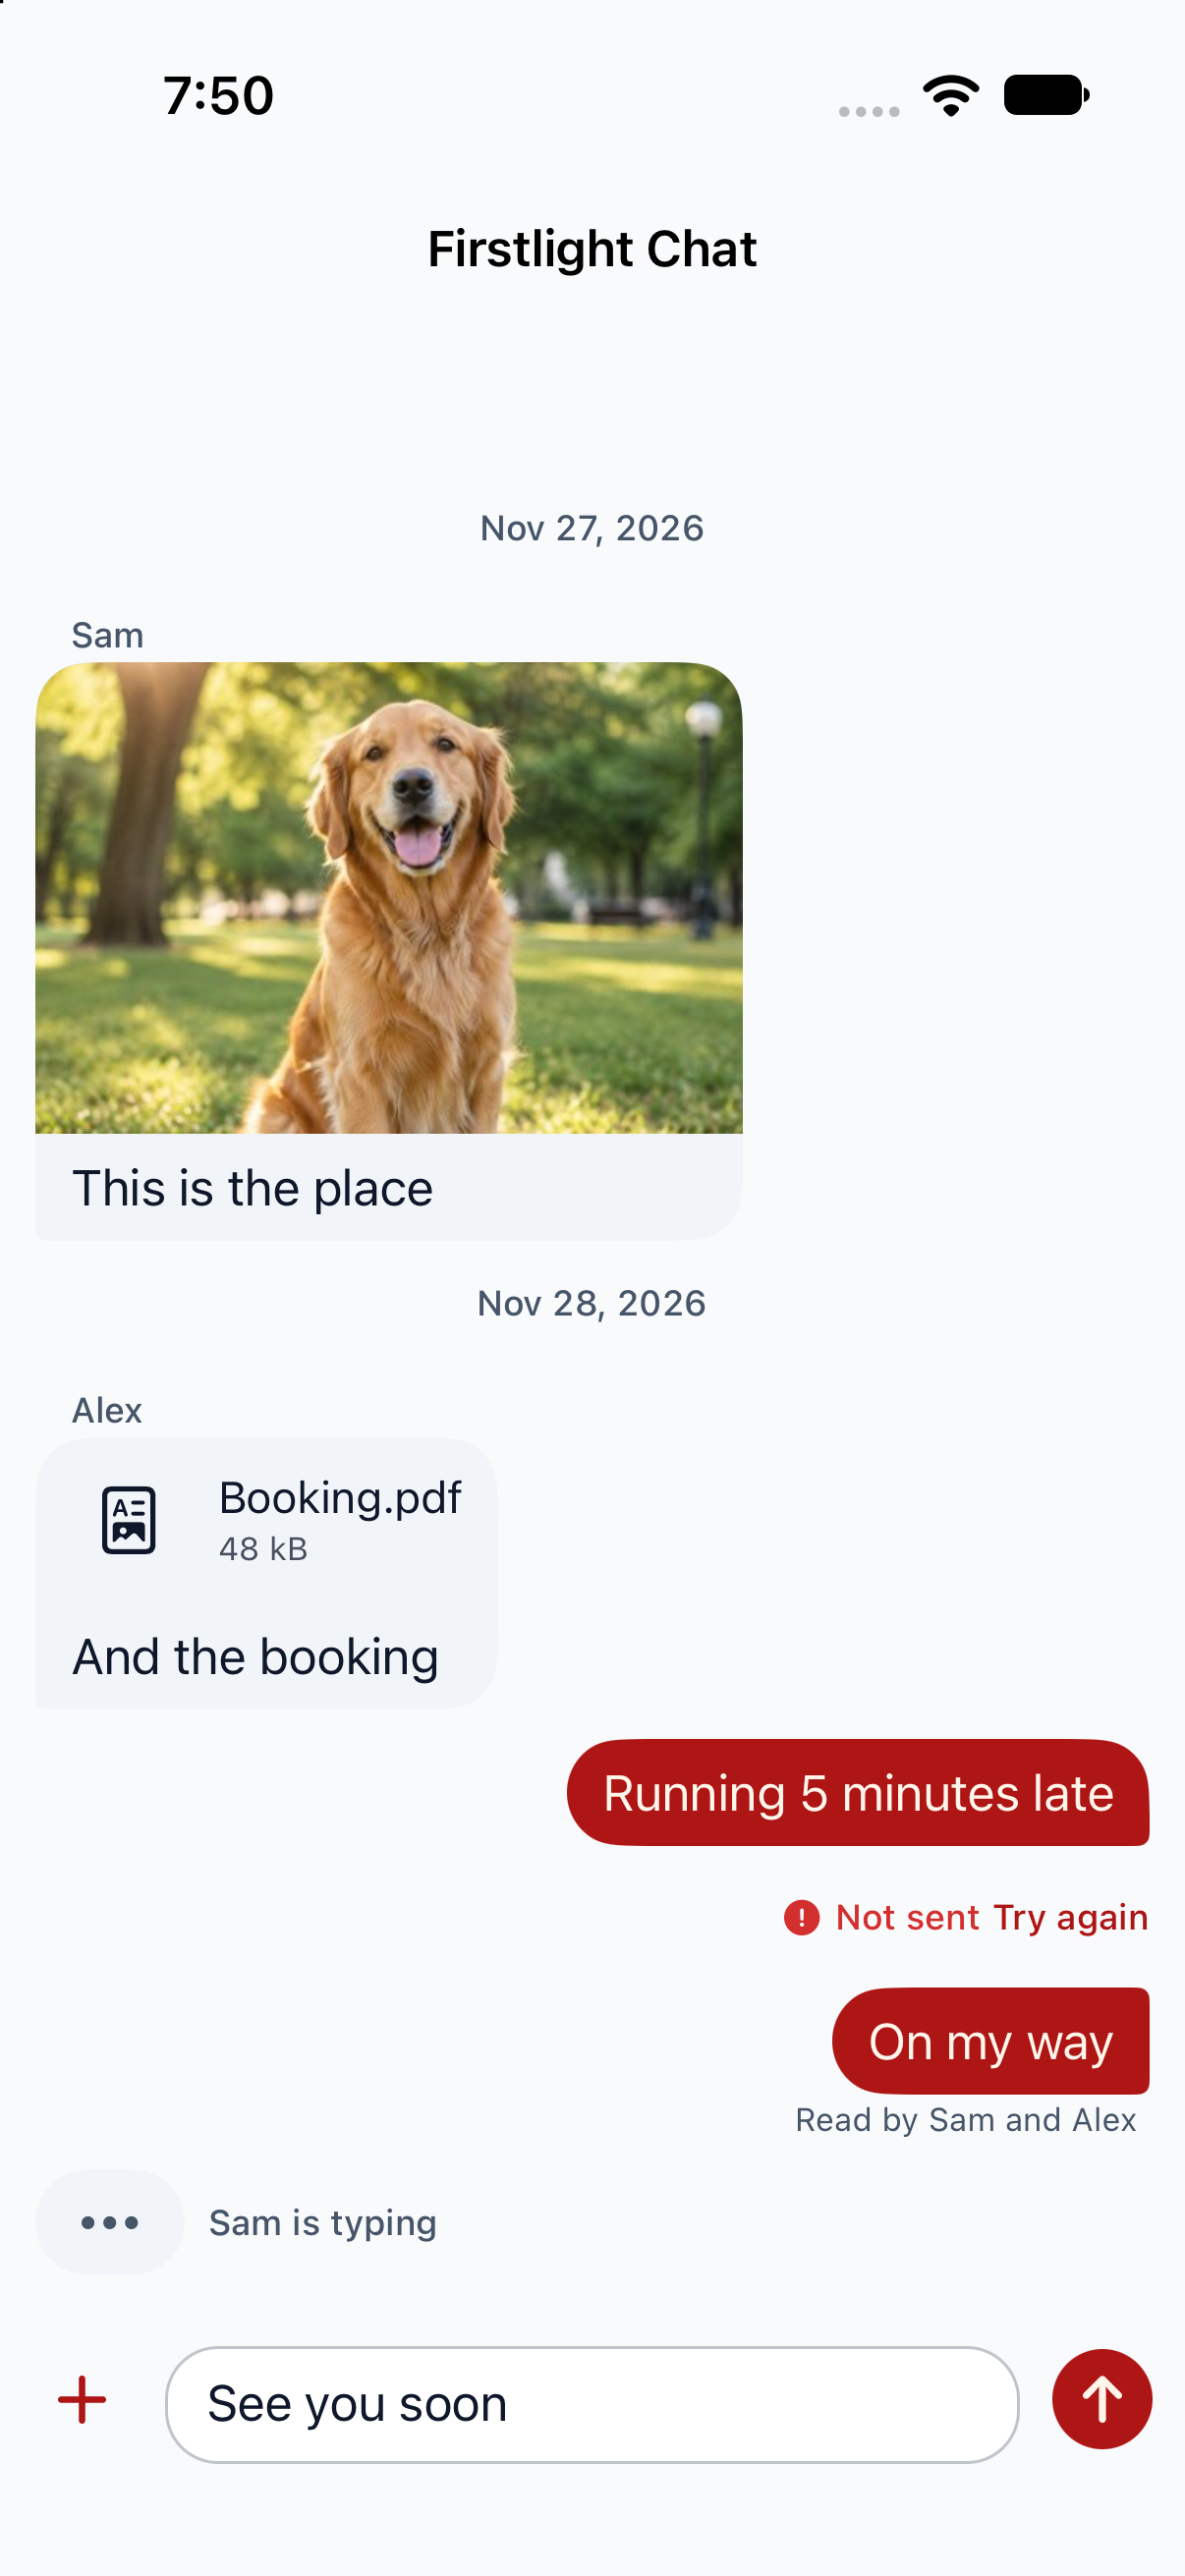 7:50
Firstlight Chat
Nov 27, 2026
Sam
This is the place
Nov 28, 2026
Alex
Booking.pdf
48 kB
And the booking
Running 5 minutes late
Not sent Try again
On my way
Read by Sam and Alex
Sam is typing
See you soon